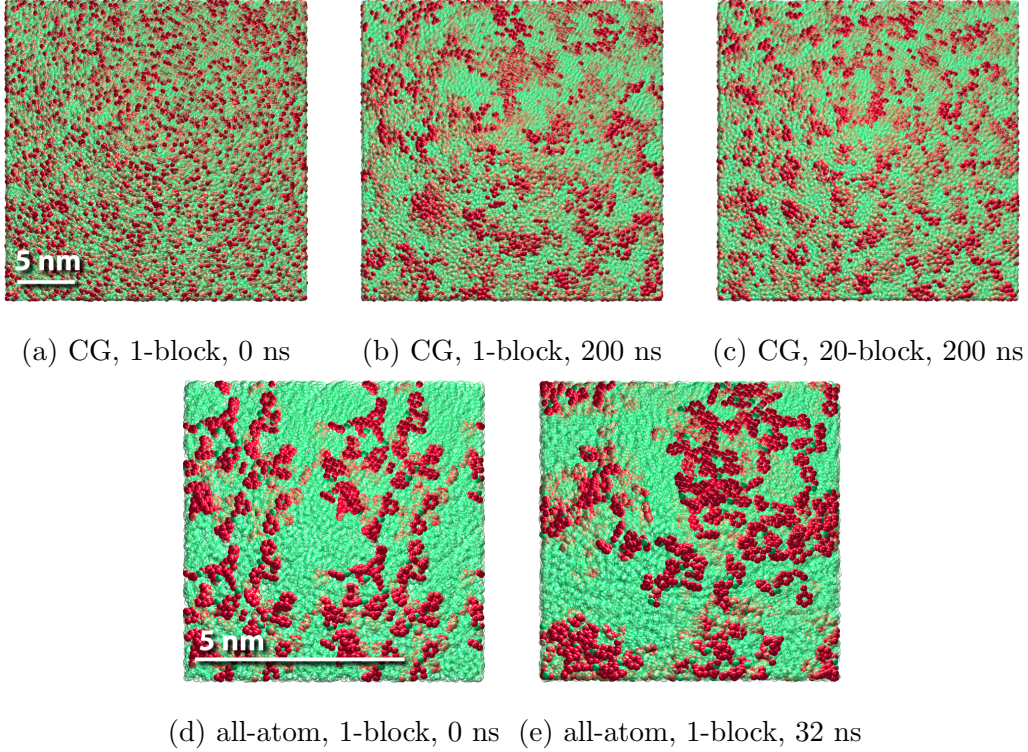 5 nm
(a) CG, 1-block, 0 ns
(b) CG, 1-block, 200 ns
(c) CG, 20-block, 200 ns
5 nm
(d) all-atom, 1-block, 0 ns
(e) all-atom, 1-block, 32 ns